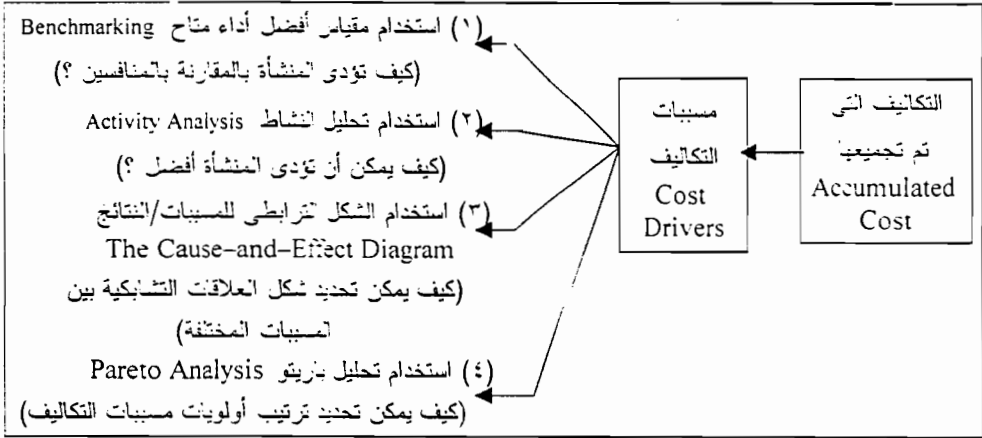 (١) استخدام مقياس أفضل أداء متاح Benchmarking
(كيف تؤدى المنشأة بالمقارنة بالمنافسين ؟)
(٢) استخدام تحليل النشاط Activity Analysis
(كيف يمكن أن تؤدى المنشأة أفضل ؟)
(٣) استخدام الشكل الترابطى للمسببات/النتائج
The Cause-and-Effect Diagram
(كيف يمكن تحديد شكل العلاقات التشابكية بين
المسببات المختلفة)
(٤) استخدام تحليل باريتو Pareto Analysis
(كيف يمكن تحديد ترتيب أولويات مسببات التكاليف)
مسببات
التكاليف
Cost
Drivers
التكاليف التى
تم تجميعها
Accumulated
Cost